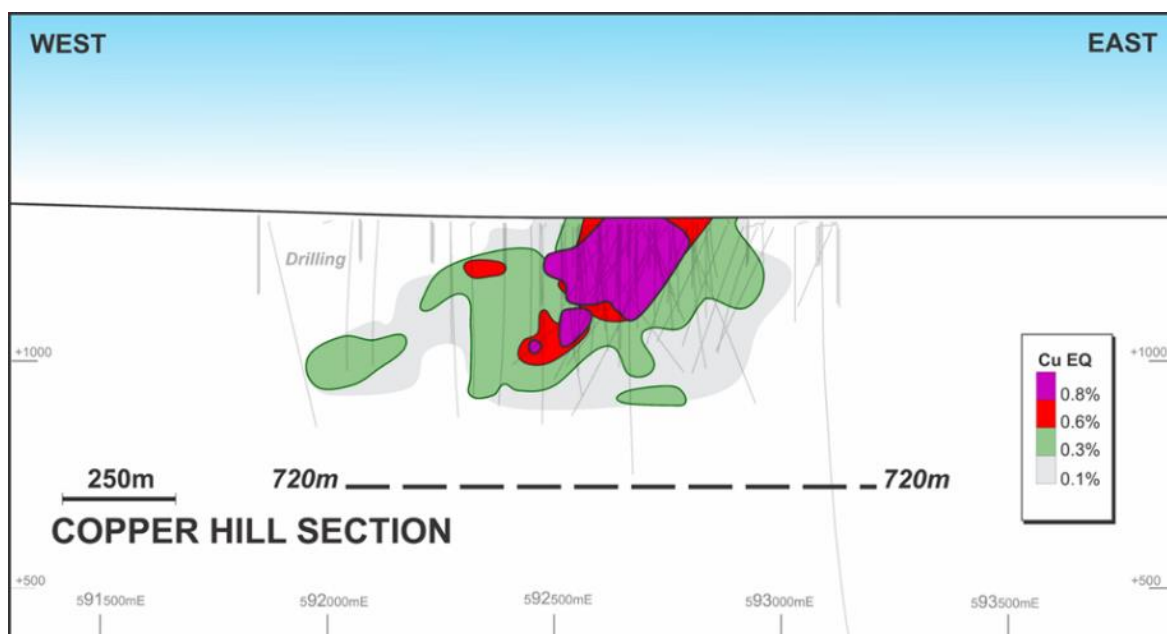 WEST
EAST
Drilling
+1000
+1000
Cu EQ
0.8%
0.6%
0.3%
0.1%
250m
720m
720m
COPPER HILL SECTION
+500
+500
591500mE
592000mE
592500mE
593000mE
593500mE